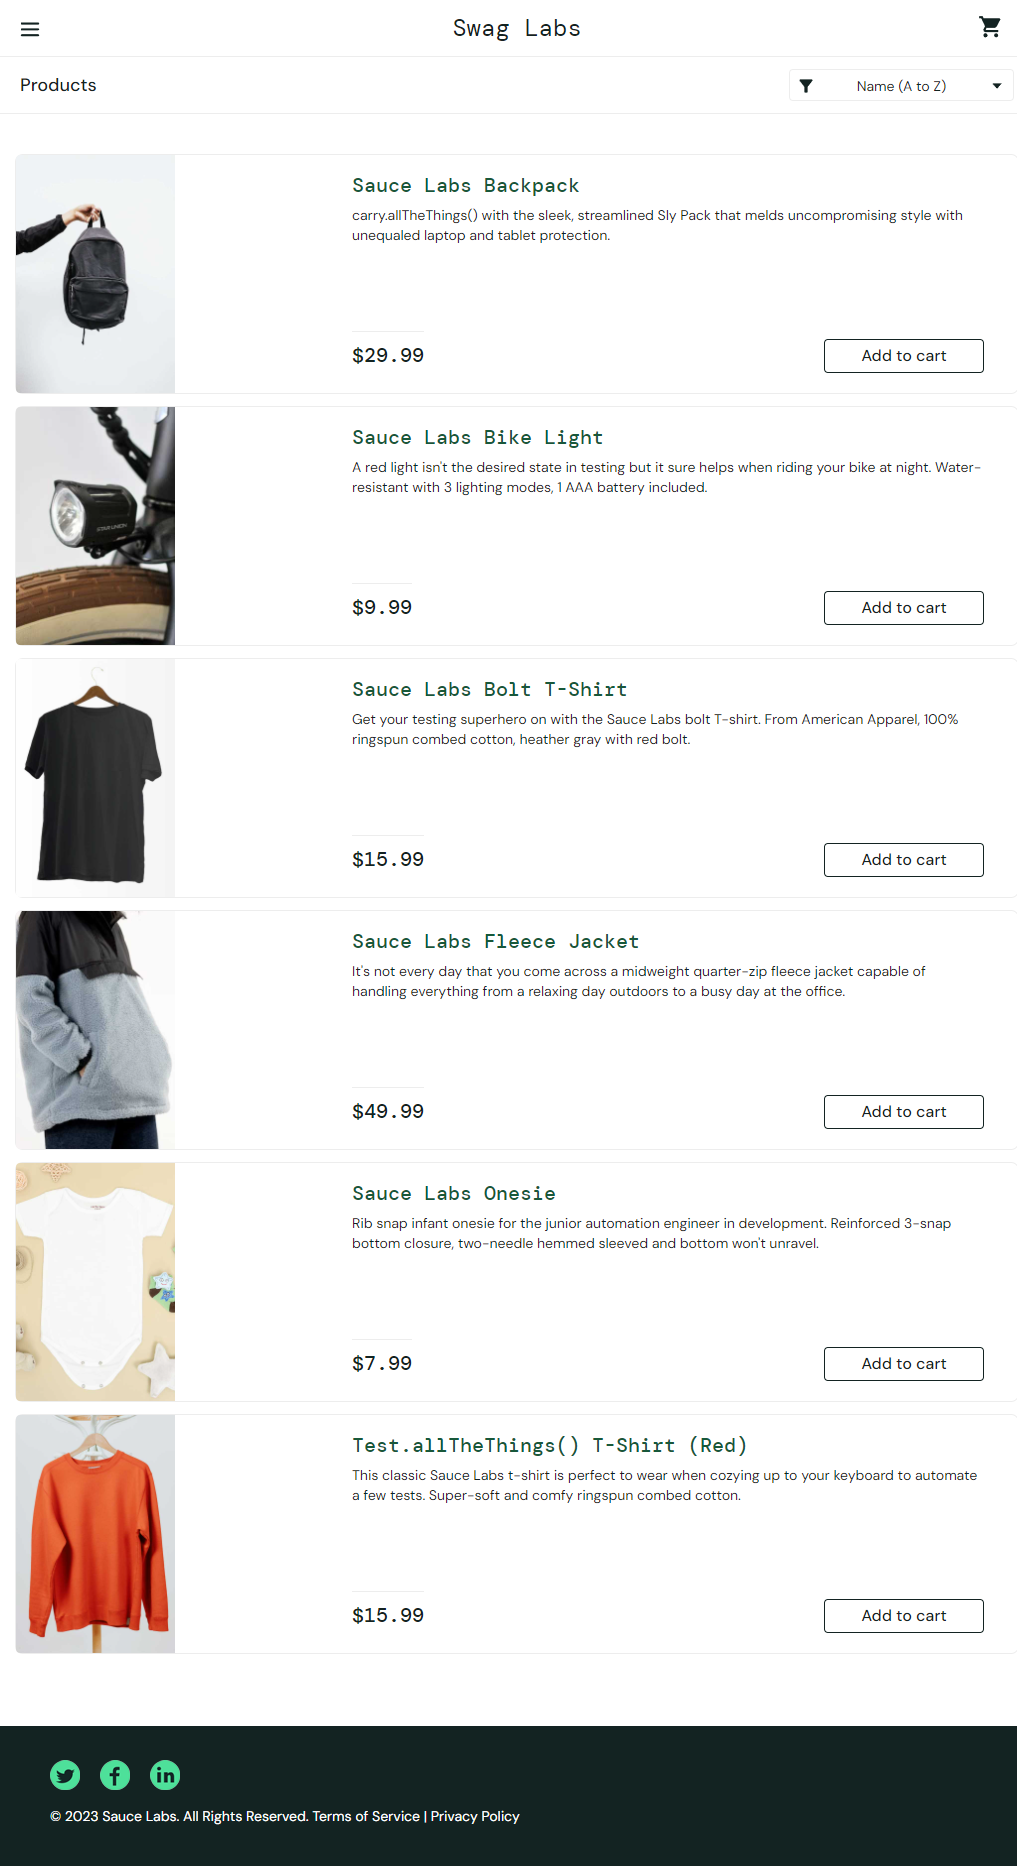 Swag Labs
Products
Name (A to Z)
Sauce Labs Backpack
carry.allTheThings() with the sleek, streamlined Sly Pack that melds uncompromising style with
unequaled laptop and tablet protection.
$29.99
Add to cart
Sauce Labs Bike Light
A red light isn't the desired state in testing but it sure helps when riding your bike at night. Water-
resistant with 3 lighting modes, 1 AAA battery included.
$9.99
Add to cart
Sauce Labs Bolt T-Shirt
Get your testing superhero on with the Sauce Labs bolt T-shirt. From American Apparel, 100%
ringspun combed cotton, heather gray with red bolt.
$15.99
Add to cart
Sauce Labs Fleece Jacket
It's not every day that you come across a midweight quarter-zip fleece jacket capable of
handling everything from a relaxing day outdoors to a busy day at the office.
$49.99
Add to cart
Sauce Labs Onesie
Rib snap infant onesie for the junior automation engineer in development. Reinforced 3-snap
bottom closure, two-needle hemmed sleeved and bottom won't unravel.
$7.99
Add to cart
Test.allTheThings() T-Shirt (Red)
This classic Sauce Labs t-shirt is perfect to wear when cozying up to your keyboard to automate
a few tests. Super-soft and comfy ringspun combed cotton.
$15.99
Add to cart
© 2023 Sauce Labs. All Rights Reserved. Terms of Service | Privacy Policy